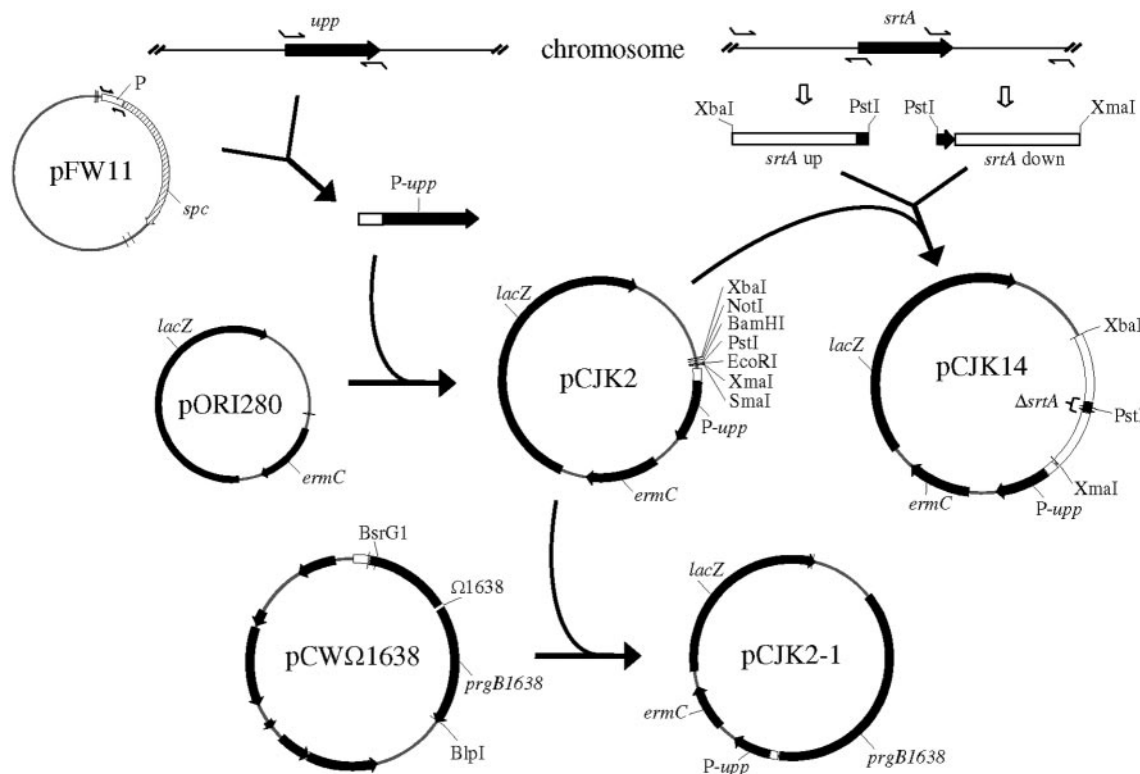 upp
chromosome
srtA
P
pFW11
spc
XbaI
PstI
PstI
XmaI
srtA up
srtA down
P-upp
lacZ
pORI280
ermC
lacZ
pCJK2
XbaI
NotI
BamHI
PstI
EcoRI
XmaI
SmaI
P-upp
ermC
lacZ
pCJK14
XbaI
ΔsrtA
PstI
XmaI
P-upp
ermC
BsrG1
Ω1638
pCWΩ1638
prgB1638
BlpI
lacZ
pCJK2-1
ermC
P-upp
prgB1638